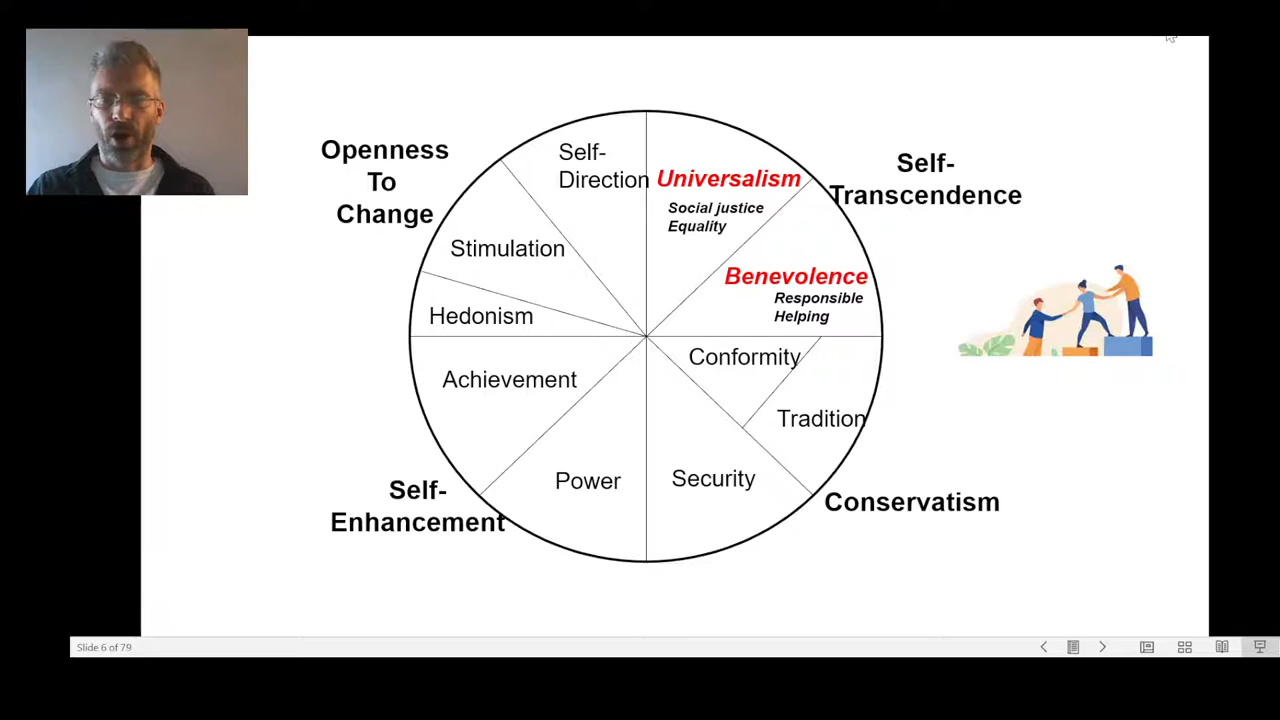 Openness
To
Change
Self-
Direction
Universalism
Social justice
Equality
Self-
Transcendence
Stimulation
Benevolence
Responsible
Helping
Hedonism
Conformity
Achievement
Tradition
Power
Security
Self-
Enhancement
Conservatism
Slide 6 of 79